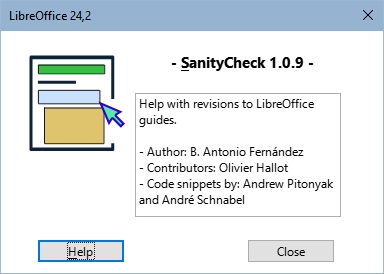 LibreOffice 24,2
- SanityCheck 1.0.9 -
Help with revisions to LibreOffice
guides.
- Author: B. Antonio Fernández
- Contributors: Olivier Hallot
- Code snippets by: Andrew Pitonyak
and André Schnabel
Help
Close